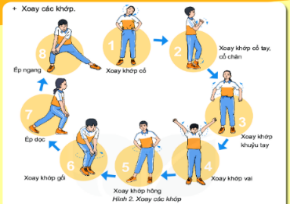 + Xoay các khớp.
1
Xoay khớp cổ
2
Xoay khớp cổ tay,
cổ chân
3
Xoay khớp
khuỷu tay
4
Xoay khớp vai
5
Xoay khớp hông
6
Xoay khớp gối
7
Ép dọc
8
Ép ngang
Hình 2. Xoay các khớp